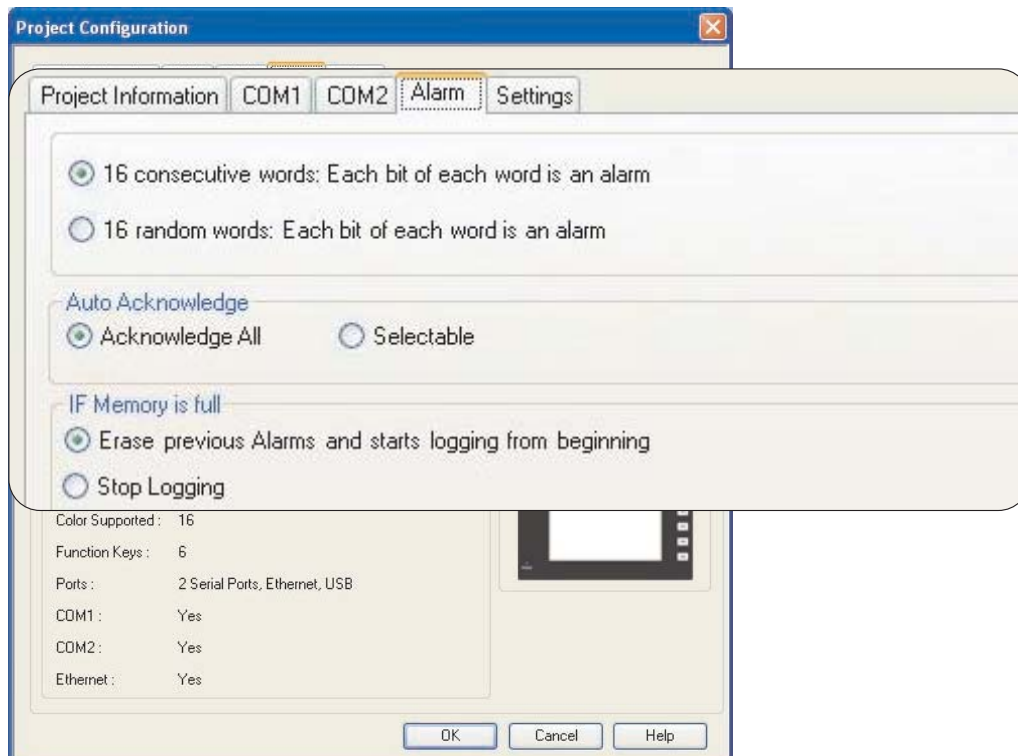 Project Configuration
Project Information COM1 COM2 Alarm Settings
16 consecutive words: Each bit of each word is an alarm
16 random words: Each bit of each word is an alarm
Auto Acknowledge
Acknowledge All Selectable
IF Memory is full
Erase previous Alarms and starts logging from beginning
Stop Logging
Color Supported : 16
Function Keys : 6
Ports : 2 Serial Ports, Ethernet, USB
COM1 : Yes
COM2 : Yes
Ethernet : Yes
OK Cancel Help